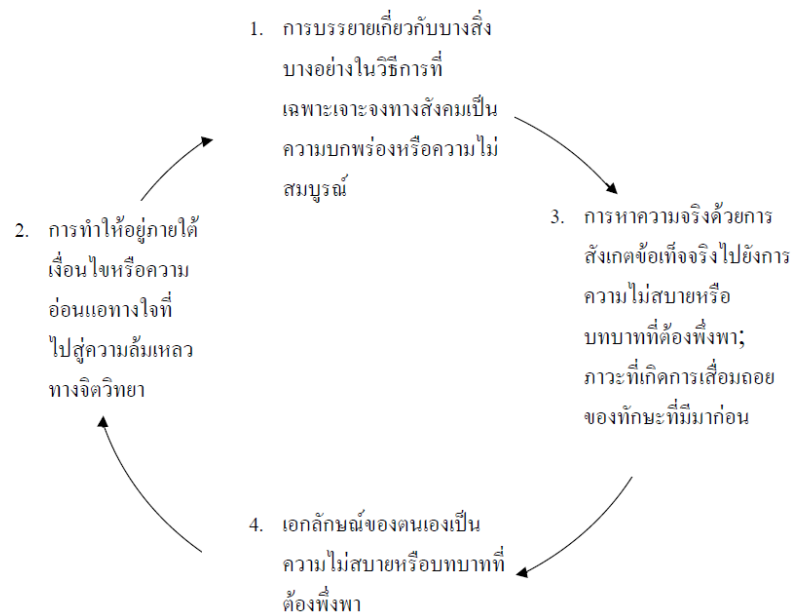 1. การบรรยายเกี่ยวกับบางสิ่ง
บางอย่างในวิธีการที่
เฉพาะเจาะจงทางสังคมเป็น
ความบกพร่องหรือความไม่
สมบูรณ์
2. การทำให้อยู่ภายใต้
เงื่อนไขหรือความ
อ่อนแอทางใจที่
ไปสู่ความล้มเหลว
ทางจิตวิทยา
3. การหาความจริงด้วยการ
สังเกตข้อเท็จจริงไปยังการ
ความไม่สบายหรือ
บทบาทที่ต้องพึ่งพา;
ภาวะที่เกิดการเสื่อมถอย
ของทักษะที่มีมาก่อน
4. เอกลักษณ์ของตนเองเป็น
ความไม่สบายหรือบทบาทที่
ต้องพึ่งพา